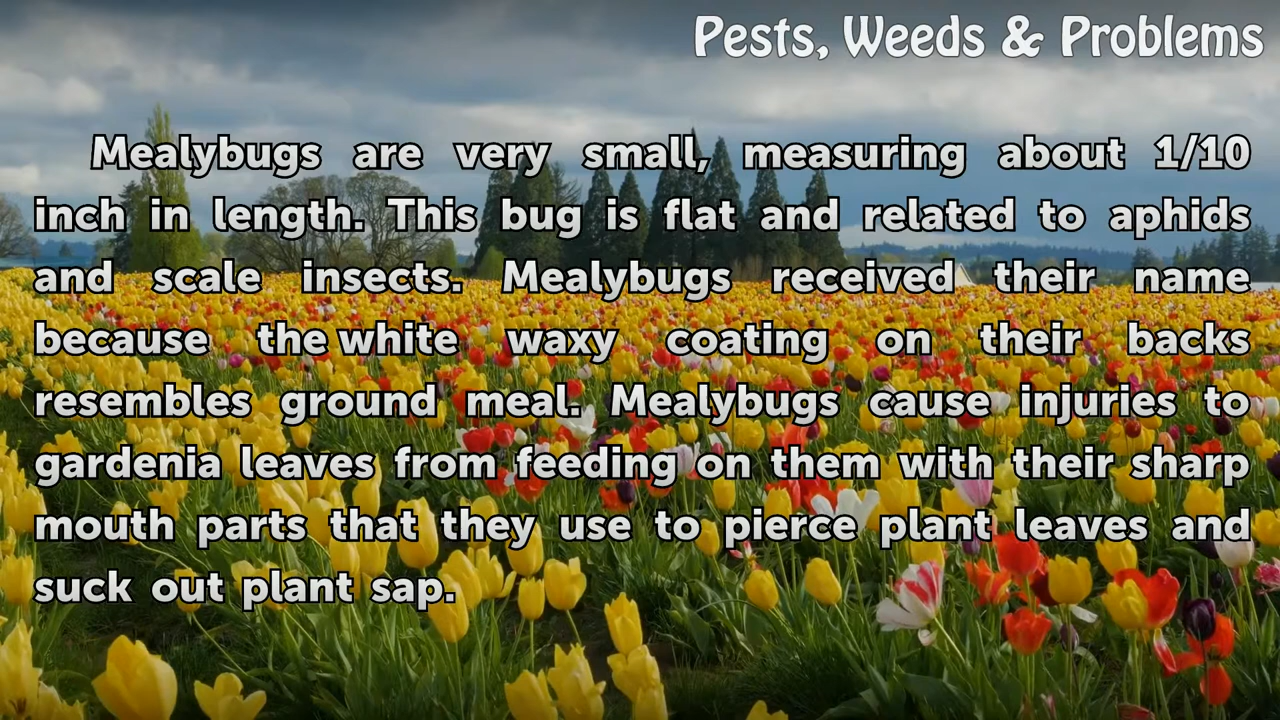 Pests, Weeds & Problems
Mealybugs are very small, measuring about 1/10
inch in length. This bug is flat and related to aphids
and scale insects. Mealybugs received their name
because the white waxy coating on their backs
resembles ground meal. Mealybugs cause injuries to
gardenia leaves from feeding on them with their sharp
mouth parts that they use to pierce plant leaves and
suck out plant sap.